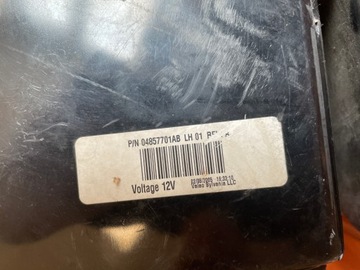 P/N 04857701AB LH 01
Voltage 12V
Valeo Sylvania LLC